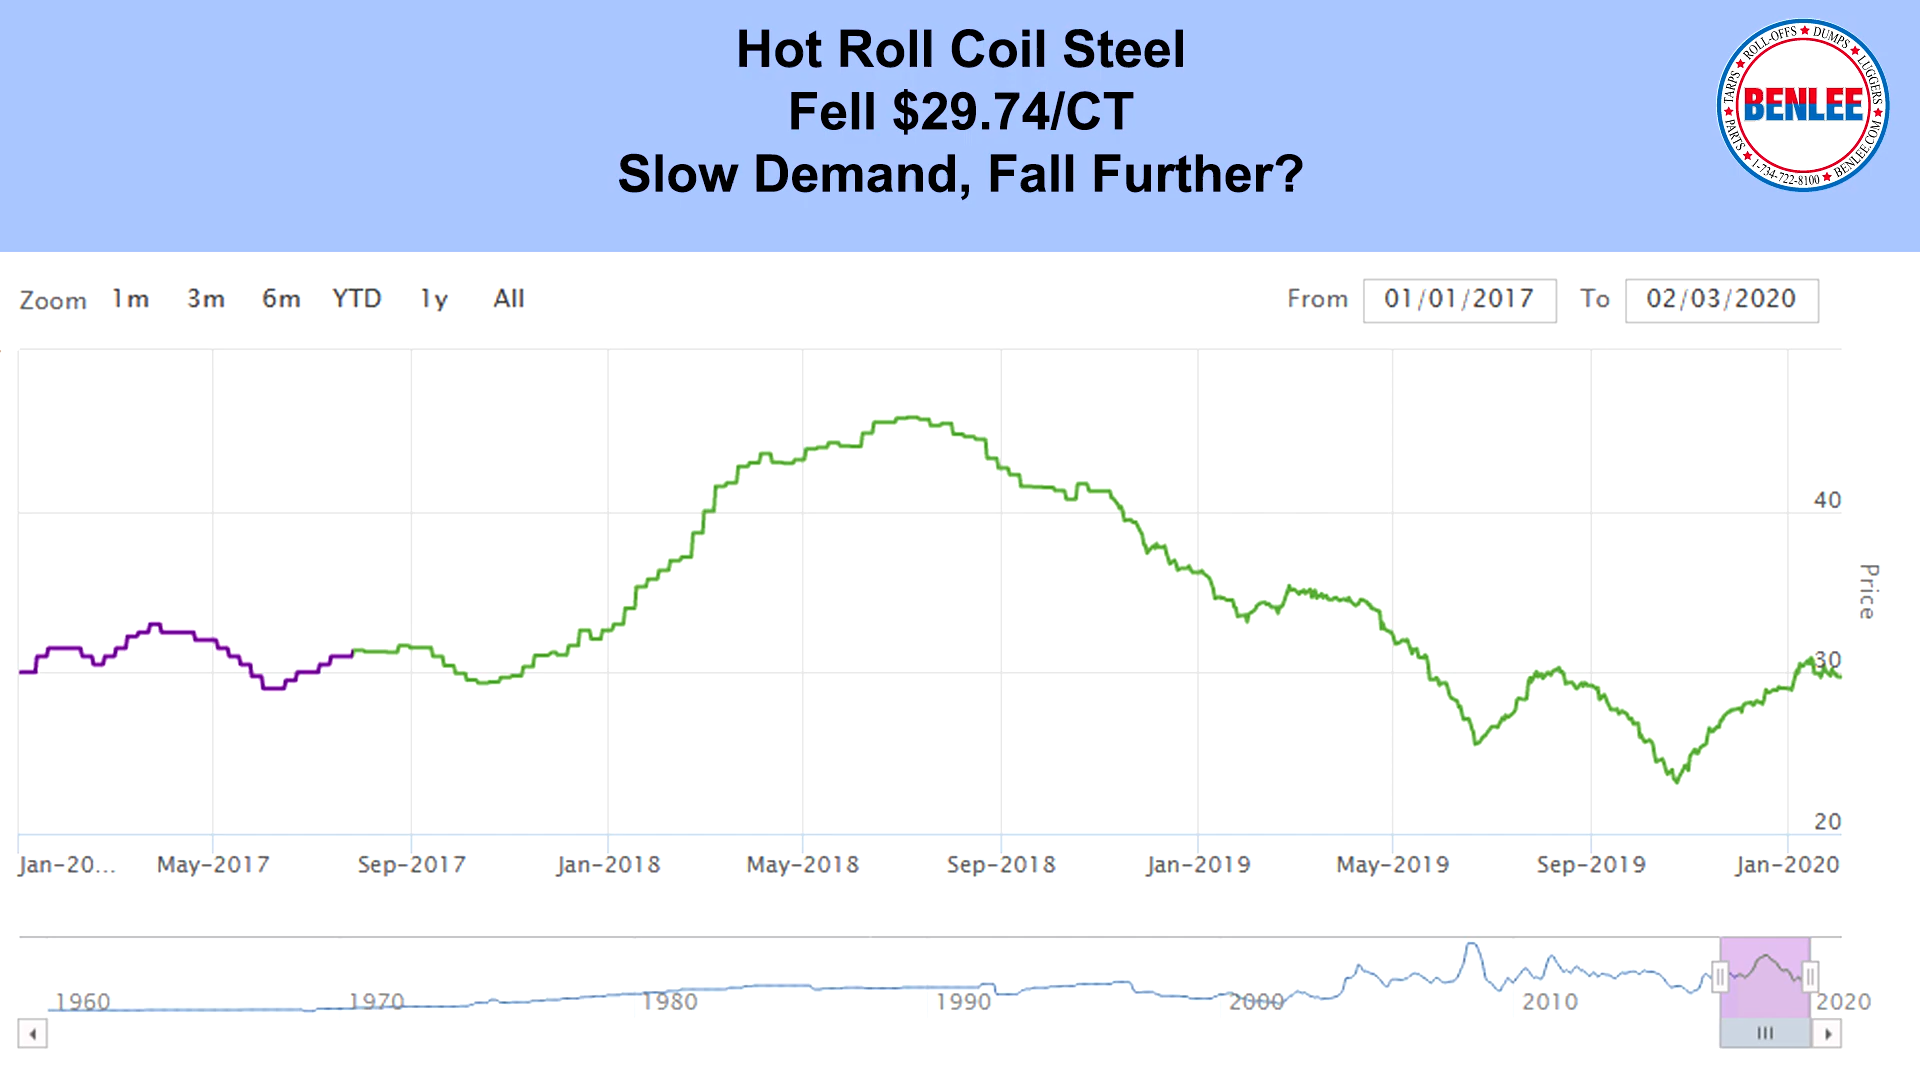 Hot Roll Coil Steel
Fell $29.74/CT
Slow Demand, Fall Further?
TARPS ★ ROLL-OFFS ★ DUMPS ★ LUGGERS
BENLEE
★ PARTS ★ 1-734-722-8100 ★ BENLEE.COM ★
Zoom 1m 3m 6m YTD 1y All
From 01/01/2017 To 02/03/2020
40
Price
30
20
Jan-20... May-2017 Sep-2017 Jan-2018 May-2018 Sep-2018 Jan-2019 May-2019 Sep-2019 Jan-2020
1960 1970 1980 1990 2000 2010 2020